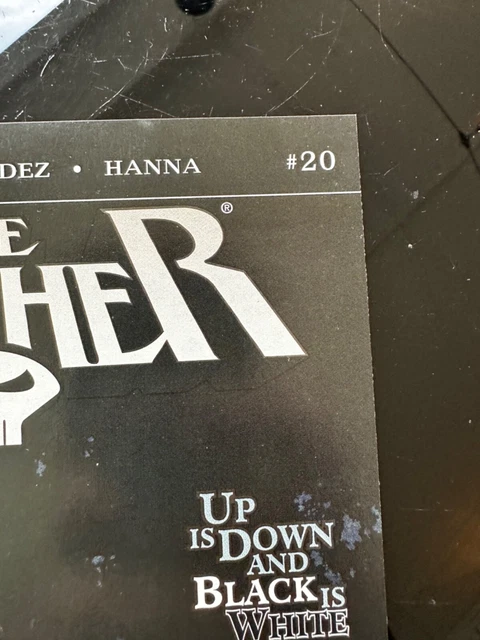 DEZ • HANNA #20
E
HER®
UP
IS DOWN
AND
BLACK IS
WHITE